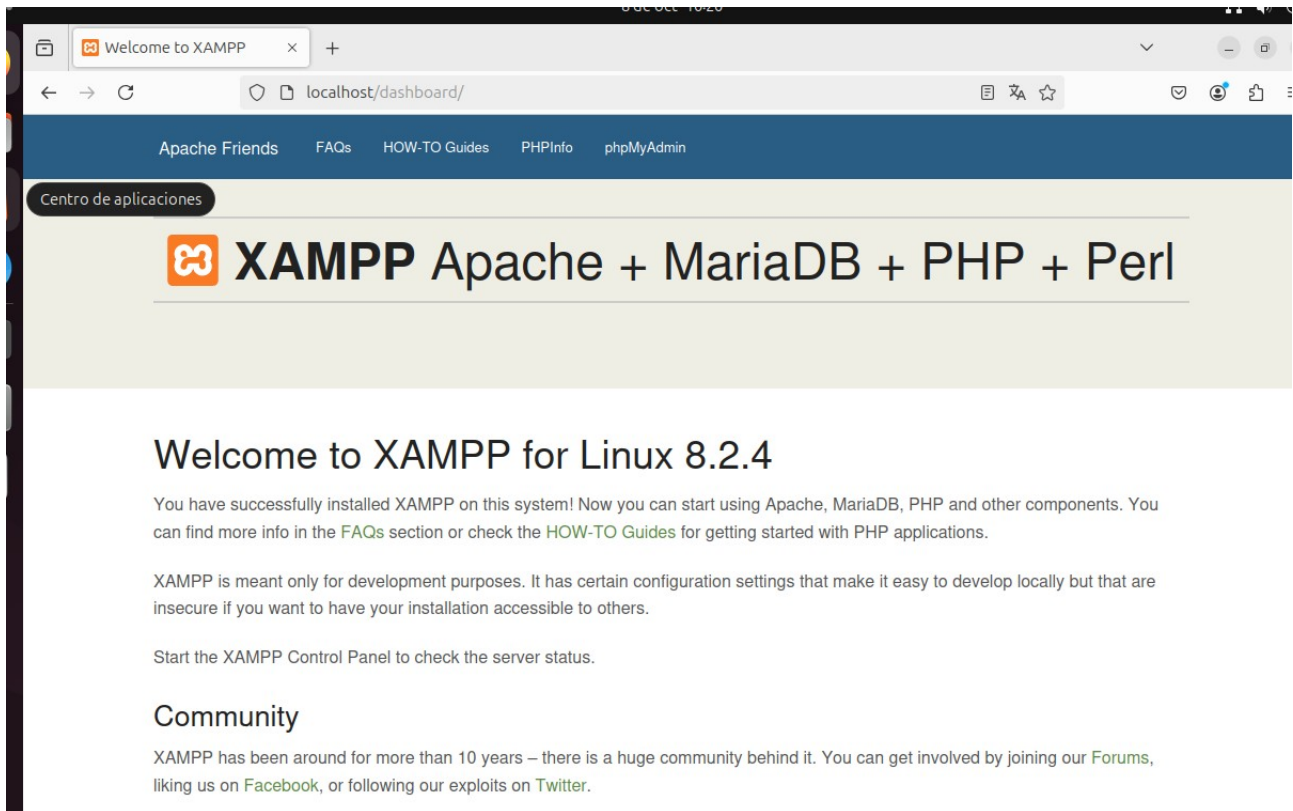 Welcome to XAMPP
localhost/dashboard/
Apache Friends FAQs HOW-TO Guides PHPInfo phpMyAdmin
Centro de aplicaciones
XAMPP Apache + MariaDB + PHP + Perl
Welcome to XAMPP for Linux 8.2.4
You have successfully installed XAMPP on this system! Now you can start using Apache, MariaDB, PHP and other components. You
can find more info in the FAQs section or check the HOW-TO Guides for getting started with PHP applications.
XAMPP is meant only for development purposes. It has certain configuration settings that make it easy to develop locally but that are
insecure if you want to have your installation accessible to others.
Start the XAMPP Control Panel to check the server status.
Community
XAMPP has been around for more than 10 years – there is a huge community behind it. You can get involved by joining our Forums,
liking us on Facebook, or following our exploits on Twitter.